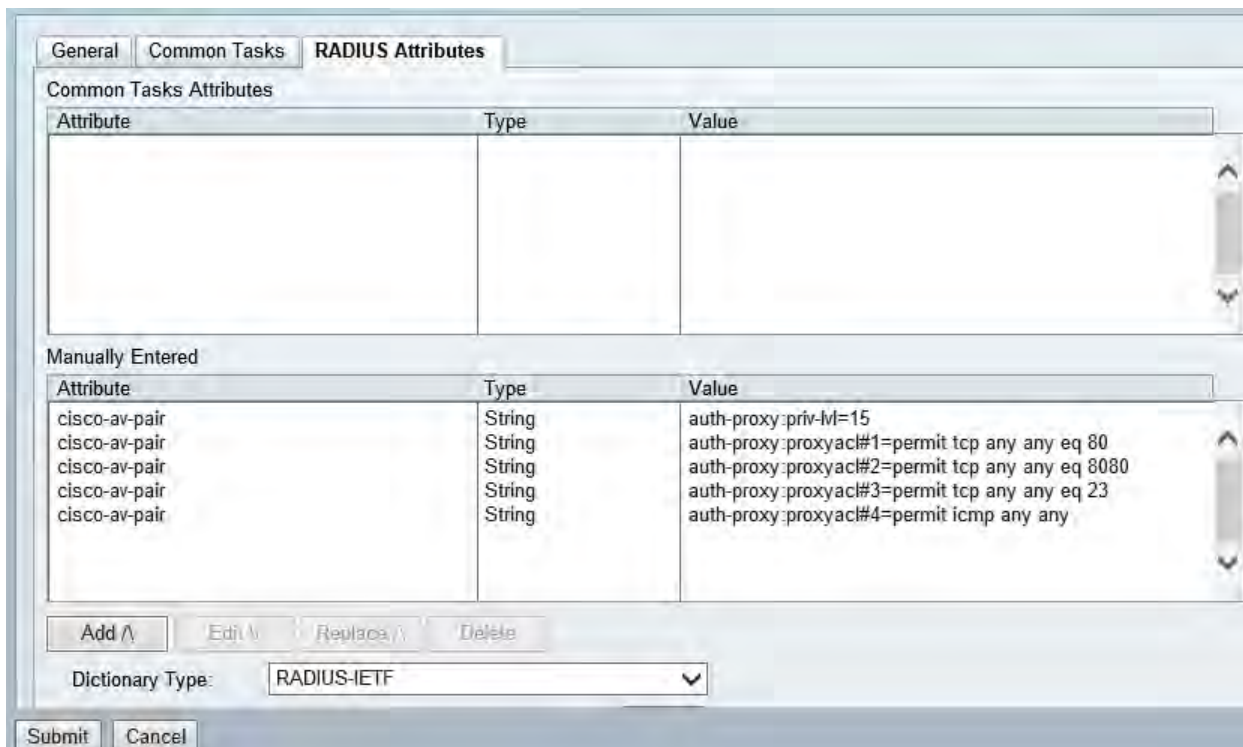 General Common Tasks RADIUS Attributes
Common Tasks Attributes
Attribute Type Value
Manually Entered
Attribute Type Value
cisco-av-pair String auth-proxy:priv-lvl=15
cisco-av-pair String auth-proxy:proxyacl#1=permit tcp any any eq 80
cisco-av-pair String auth-proxy:proxyacl#2=permit tcp any any eq 8080
cisco-av-pair String auth-proxy:proxyacl#3=permit tcp any any eq 23
cisco-av-pair String auth-proxy:proxyacl#4=permit icmp any any
Add /\ Edit \/ Replace /\ Delete
Dictionary Type: RADIUS-IETF
Submit Cancel